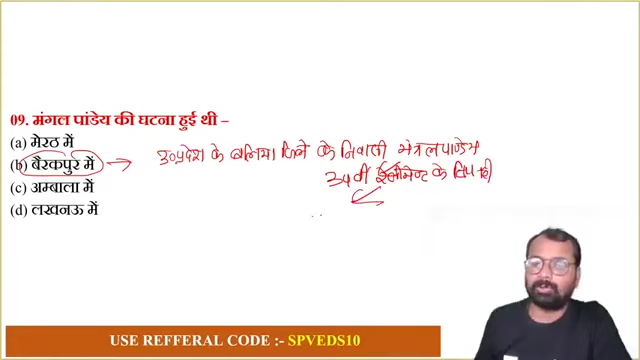 09. मंगल पांडेय की घटना हुई थी –
(a) मेरठ में
(b) बैरकपुर में
उ०प्रदेश के बलिया जिले के निवासी मंगल पाण्डेय
34वीं के सिपाही
(c) अम्बाला में
(d) लखनऊ में
USE REFFERAL CODE :- SPVEDS10